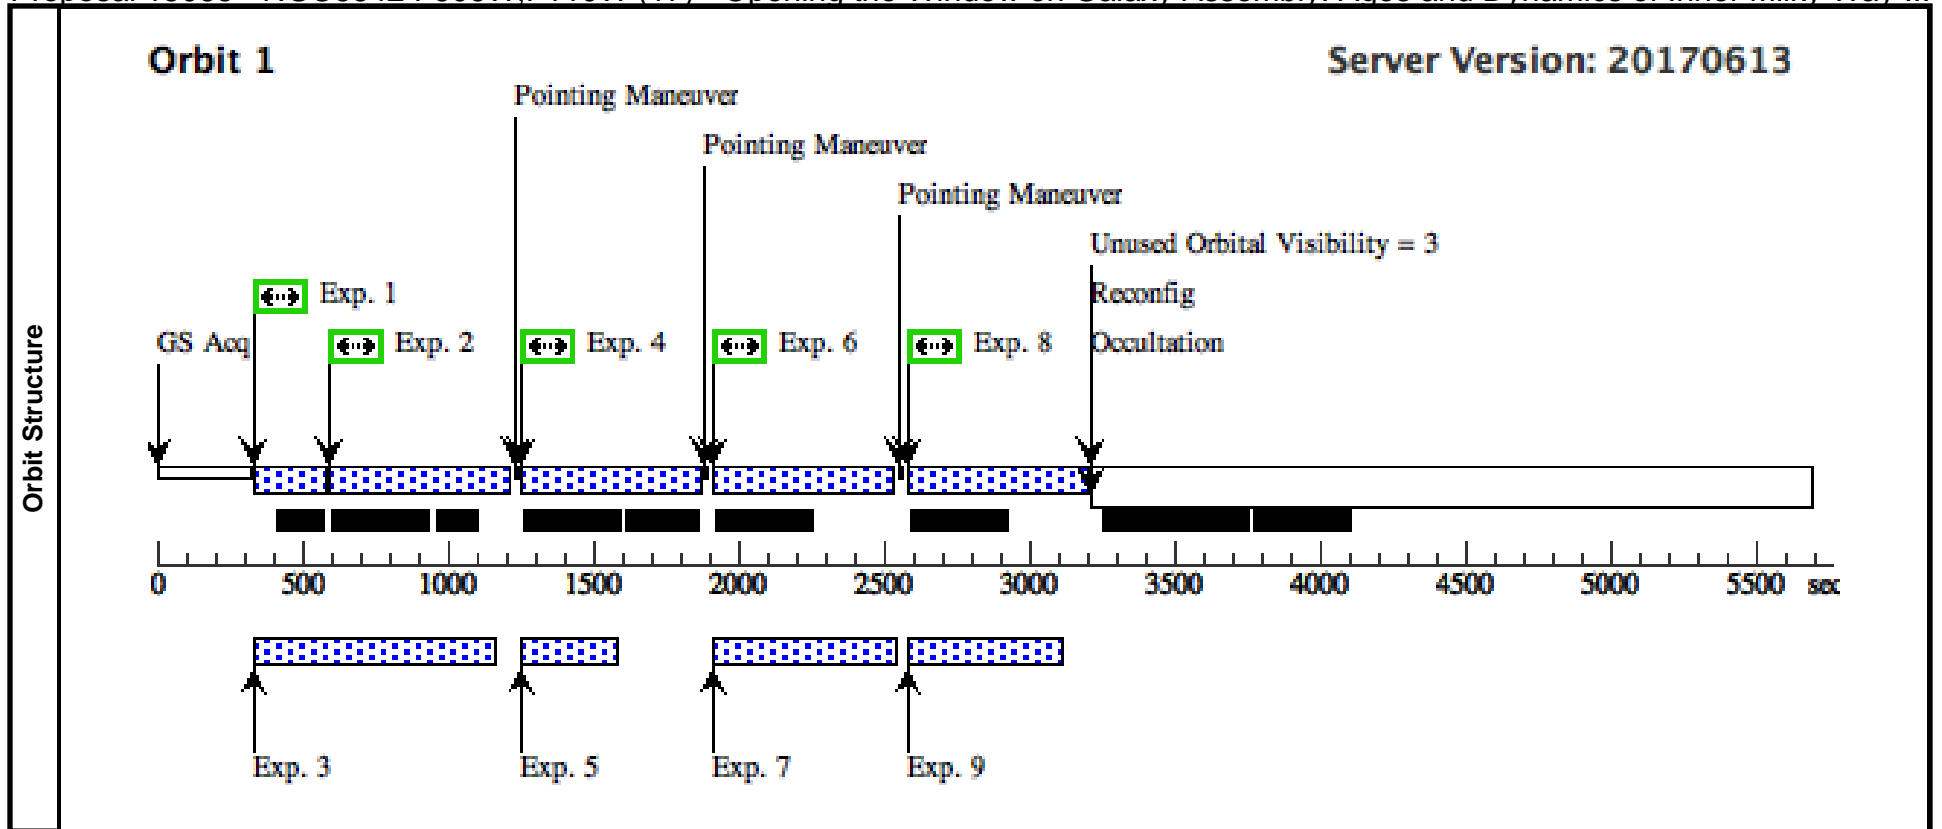 Orbit 1
Server Version: 20170613
Pointing Maneuver
Pointing Maneuver
Pointing Maneuver
Unused Orbital Visibility = 3
Exp. 1
Reconfig
GS Acq
Exp. 2
Exp. 4
Exp. 6
Exp. 8
Occultation
Orbit Structure
0 500 1000 1500 2000 2500 3000 3500 4000 4500 5000 5500 sec
Exp. 3
Exp. 5
Exp. 7
Exp. 9